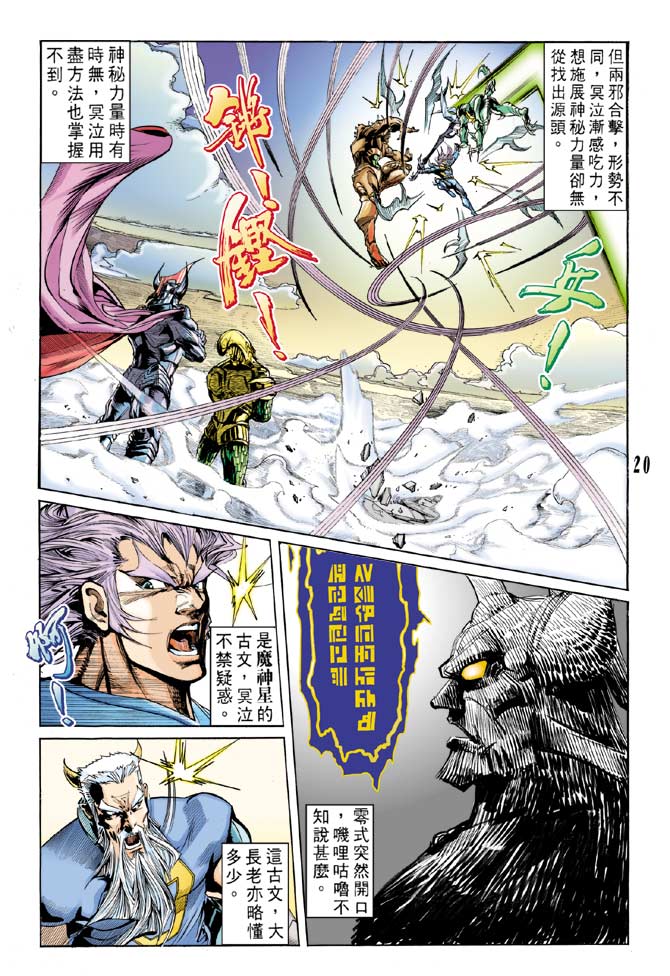 但兩邪合擊，形勢不
同，冥泣漸感吃力，
想施展神秘力量卻無
從找出源頭。
神秘力量時有
時無，冥泣用
盡方法也掌握
不到。
鏘！
鏗！
乓！
20
是魔神星的
古文，冥泣
不禁疑惑。
零式突然開口
，嘰哩咕嚕不
知說甚麼。
這古文，大
長老亦略懂
多少。